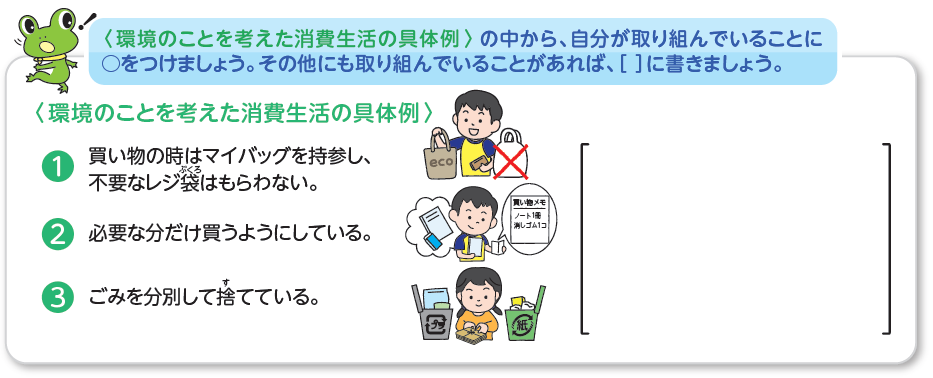 〈環境のことを考えた消費生活の具体例〉の中から、自分が取り組んでいることに
○をつけましょう。その他にも取り組んでいることがあれば、[ ]に書きましょう。
〈環境のことを考えた消費生活の具体例〉
1 買い物の時はマイバッグを持参し、
不要なレジ袋はもらわない。
ぶくろ
eco
2 必要な分だけ買うようにしている。
買い物メモ
ノート1冊
消しゴム1コ
3 ごみを分別して捨てている。
す
プラ
紙